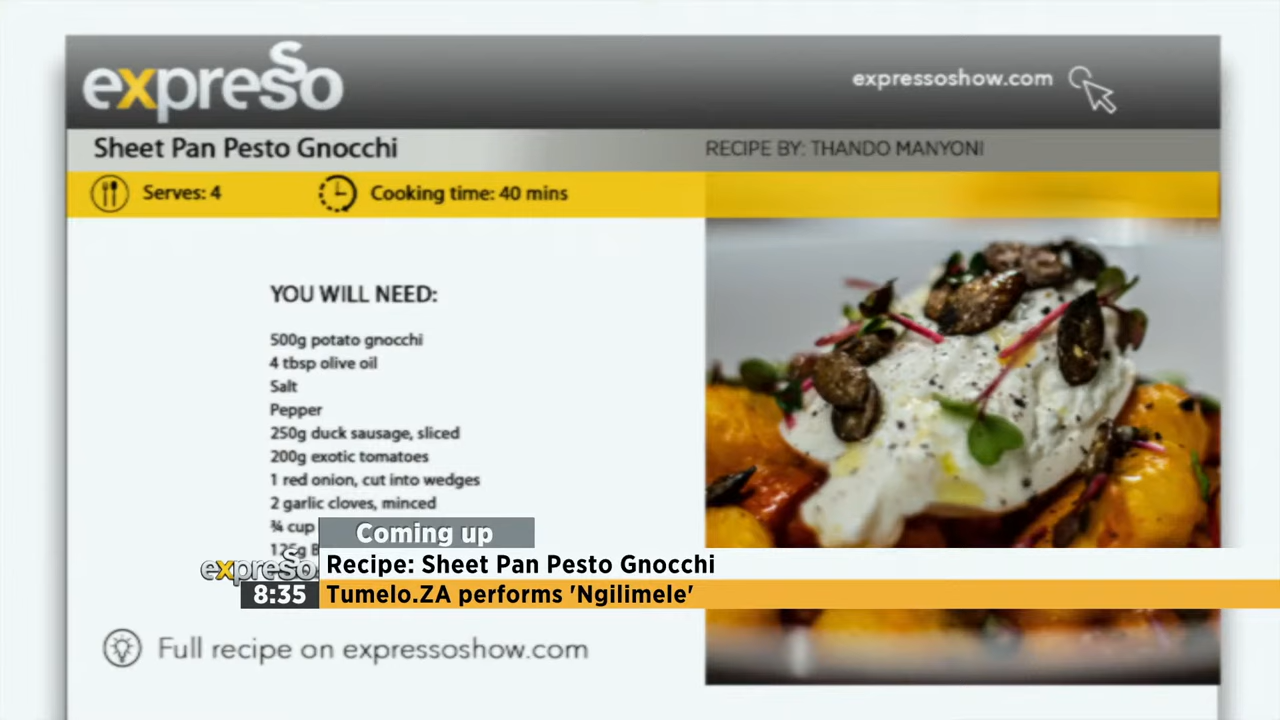 expresso
expressoshow.com
Sheet Pan Pesto Gnocchi
RECIPE BY: THANDO MANYONI
Serves: 4
Cooking time: 40 mins
YOU WILL NEED:
500g potato gnocchi
4 tbsp olive oil
Salt
Pepper
250g duck sausage, sliced
200g exotic tomatoes
1 red onion, cut into wedges
2 garlic cloves, minced
¾ cup
125g B
Coming up
expresso
Recipe: Sheet Pan Pesto Gnocchi
8:35
Tumelo.ZA performs 'Ngilimele'
Full recipe on expressoshow.com